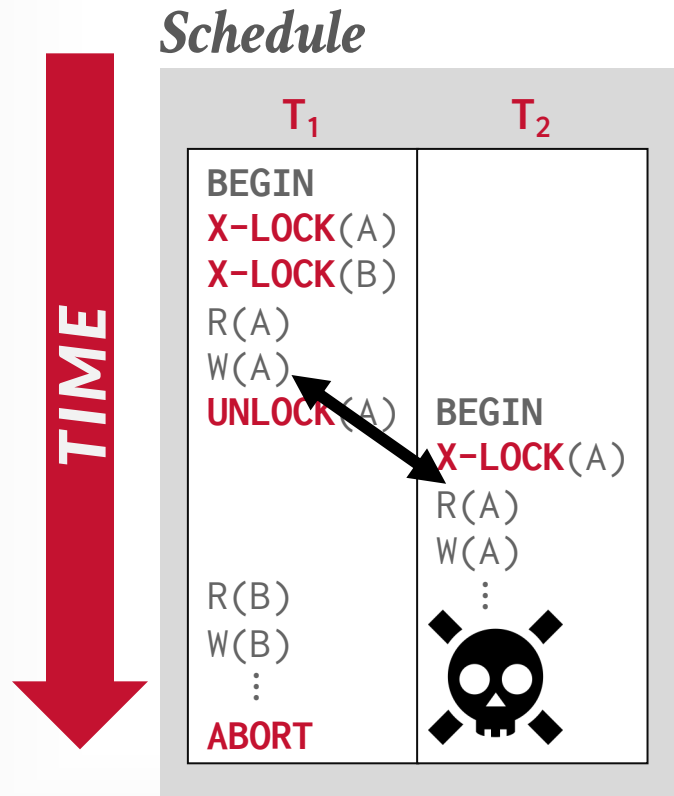 Schedule
TIME
T₁ T₂
BEGIN
X-LOCK(A)
X-LOCK(B)
R(A)
W(A)
UNLOCK(A)
R(B)
W(B)
⋮
ABORT
BEGIN
X-LOCK(A)
R(A)
W(A)
⋮